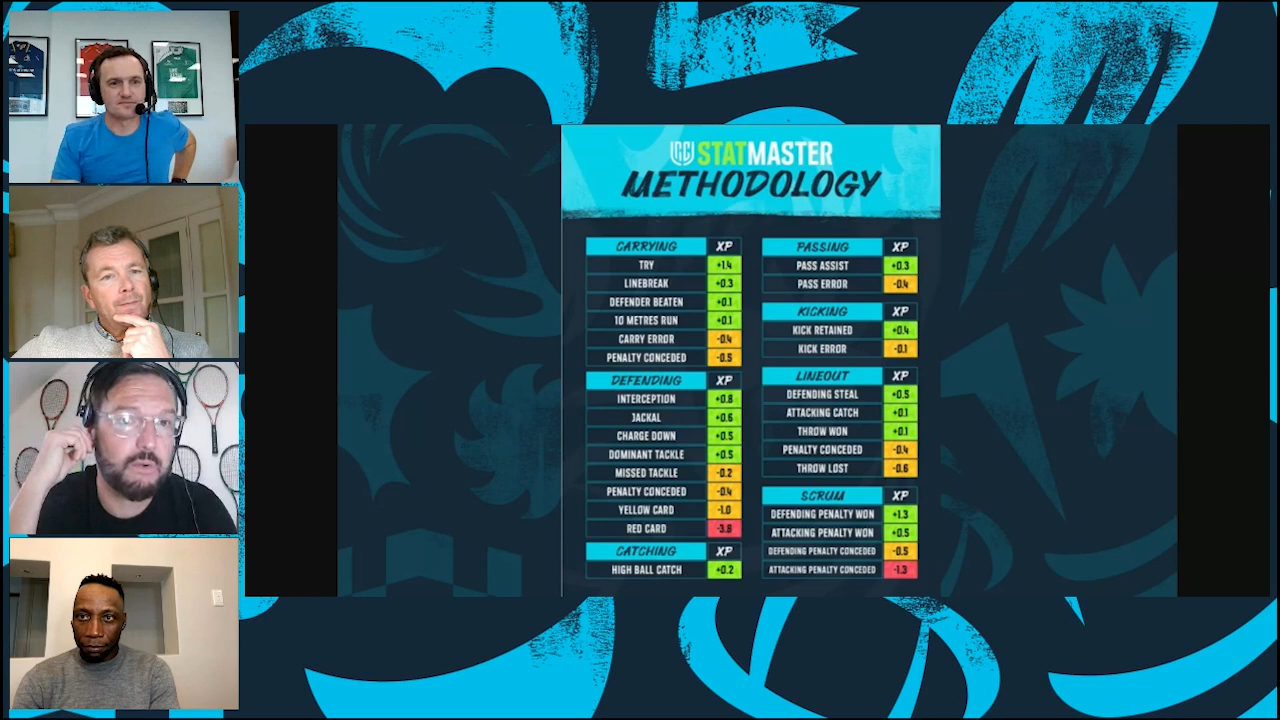 STATMASTER
METHODOLOGY
CARRYING XP
TRY +1.4
LINEBREAK +0.3
DEFENDER BEATEN +0.1
10 METRES RUN +0.1
CARRY ERROR -0.4
PENALTY CONCEDED -0.5
DEFENDING XP
INTERCEPTION +0.8
JACKAL +0.6
CHARGE DOWN +0.5
DOMINANT TACKLE +0.5
MISSED TACKLE -0.2
PENALTY CONCEDED -0.4
YELLOW CARD -1.0
RED CARD -3.8
CATCHING XP
HIGH BALL CATCH +0.2
PASSING XP
PASS ASSIST +0.3
PASS ERROR -0.4
KICKING XP
KICK RETAINED +0.4
KICK ERROR -0.1
LINEOUT XP
DEFENDING STEAL +0.5
ATTACKING CATCH +0.1
THROW WON +0.1
PENALTY CONCEDED -0.4
THROW LOST -0.6
SCRUM XP
DEFENDING PENALTY WON +1.3
ATTACKING PENALTY WON +0.5
DEFENDING PENALTY CONCEDED -0.5
ATTACKING PENALTY CONCEDED -1.3